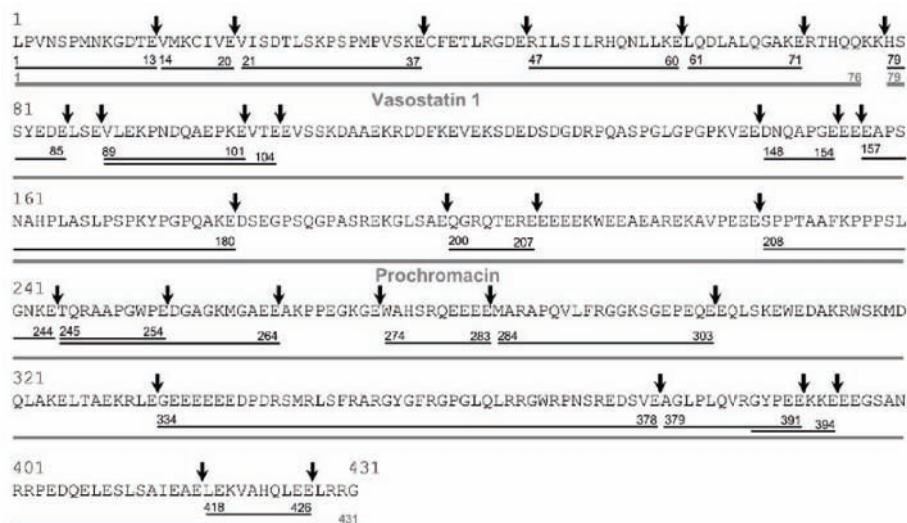 1
LPVNSPMNKGDTEVMKCIVEVISDTLSKPSPMPVSKECFETLRGDERILSILRHQNLLKELQDLALQGAKERTHQQKKHS
1 13 14 20 21 37 47 60 61 71 79
1 76 79
Vasostatin 1
81
SYEDELSEVLEKPNDQAEPKEVTEEVSSKDAAEKRDDFKEVEKSDEDSDGDRPQASPGLGPGPKVEEDNQAPGEEEEAPS
85 89 101 104 148 154 157
161
NAHPLASLPSPKYPGPQAKEDSEGPSQGPASREKGLSAEQGRQTEREEEEEKWEEAEAREKAVPEEESPPTAAFKPPPSL
180 200 207 208
Prochromacin
241
GNKETQRAAPGWPEDGAGKMGAEEAKPPEGKGEWAHSRQEEEEMARAPQVLFRGGKSGEPEQEEQLSKEWEDAKRWSKMD
244 245 254 264 274 283 284 303
321
QLAKELTAEKRLEGEEEEEEDPDRSMRLSFRARGYGFRGPGLQLRRGWRPNSREDSVEAGLPLQVRGYPEEKKEEEGSAN
334 378 379 391 394
401 431
RRPEDQELESLSAIEAELEKVAHQLEELRRG
418 426 431